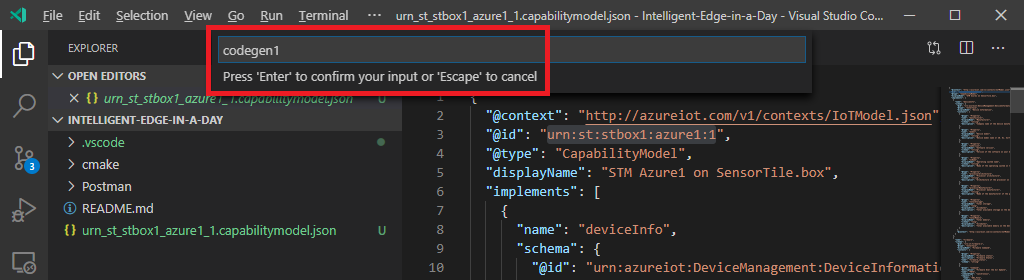 File Edit Selection View Go Run Terminal ··· urn_st_stbox1_azure1_1.capabilitymodel.json - Intelligent-Edge-in-a-Day - Visual Studio Co...
EXPLORER
codegen1
Press 'Enter' to confirm your input or 'Escape' to cancel
OPEN EDITORS
urn_st_stbox1_azure1_1.capabilitymodel.json U
INTELLIGENT-EDGE-IN-A-DAY
.vscode
cmake
Postman
README.md
{} urn_st_stbox1_azure1_1.capabilitymodel.json U
3
1 {
2 "@context": "http://azureiot.com/v1/contexts/IoTModel.json"
3 "@id": "urn:st:stbox1:azure1:1",
4 "@type": "CapabilityModel",
5 "displayName": "STM Azure1 on SensorTile.box",
6 "implements": [
7 {
8 "name": "deviceInfo",
9 "schema": {
10 "@id": "urn:azureiot:DeviceManagement:DeviceInformati